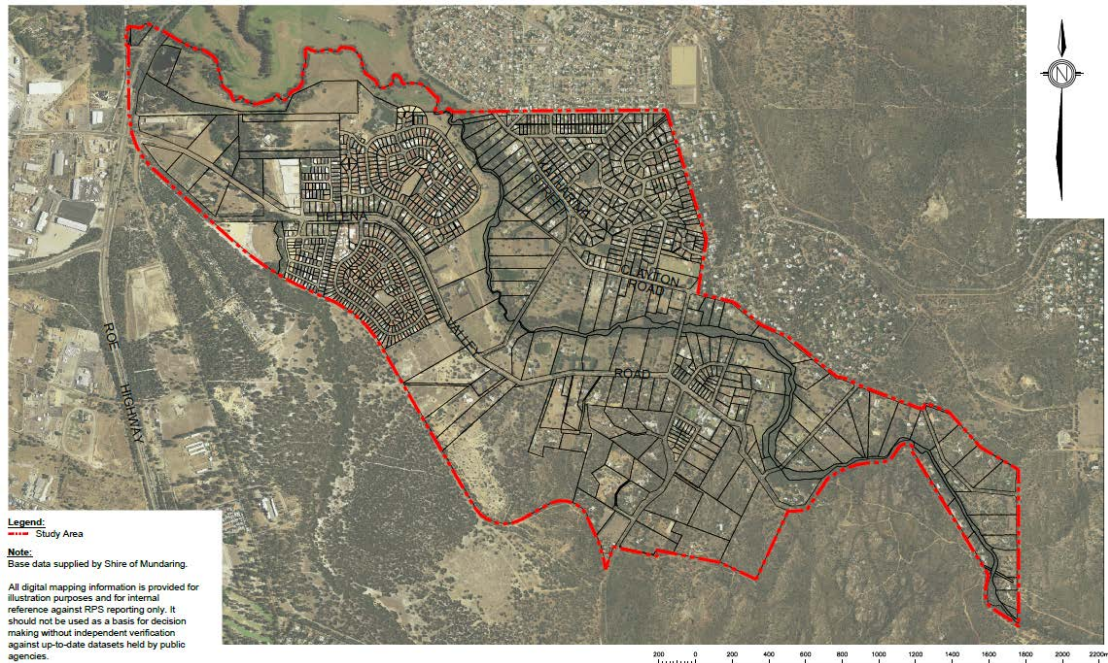 N
HELENA
WILKINS
STREET
CLAYTON
ROAD
VALLEY
ROAD
ROE
HIGHWAY
Legend:
Study Area
Note:
Base data supplied by Shire of Mundaring.
All digital mapping information is provided for
illustration purposes and for internal
reference against RPS reporting only. It
should not be used as a basis for decision
making without independent verification
against up-to-date datasets held by public
agencies.
200 0 200 400 600 800 1000 1200 1400 1600 1800 2000 2200m